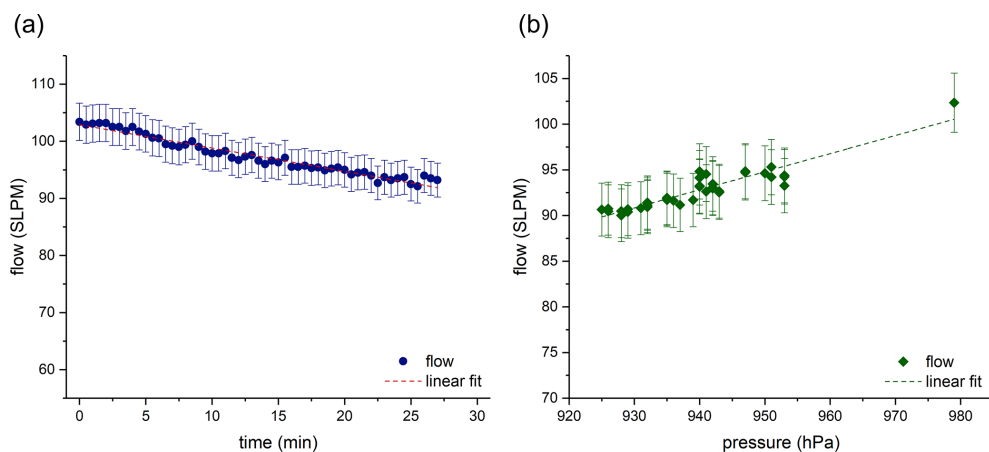 (a)
110
100
90
80
70
60
flow (SLPM)
flow
linear fit
0
5
10
15
20
25
30
time (min)
(b)
105
100
95
90
85
80
75
70
flow (SLPM)
flow
linear fit
920
930
940
950
960
970
980
pressure (hPa)